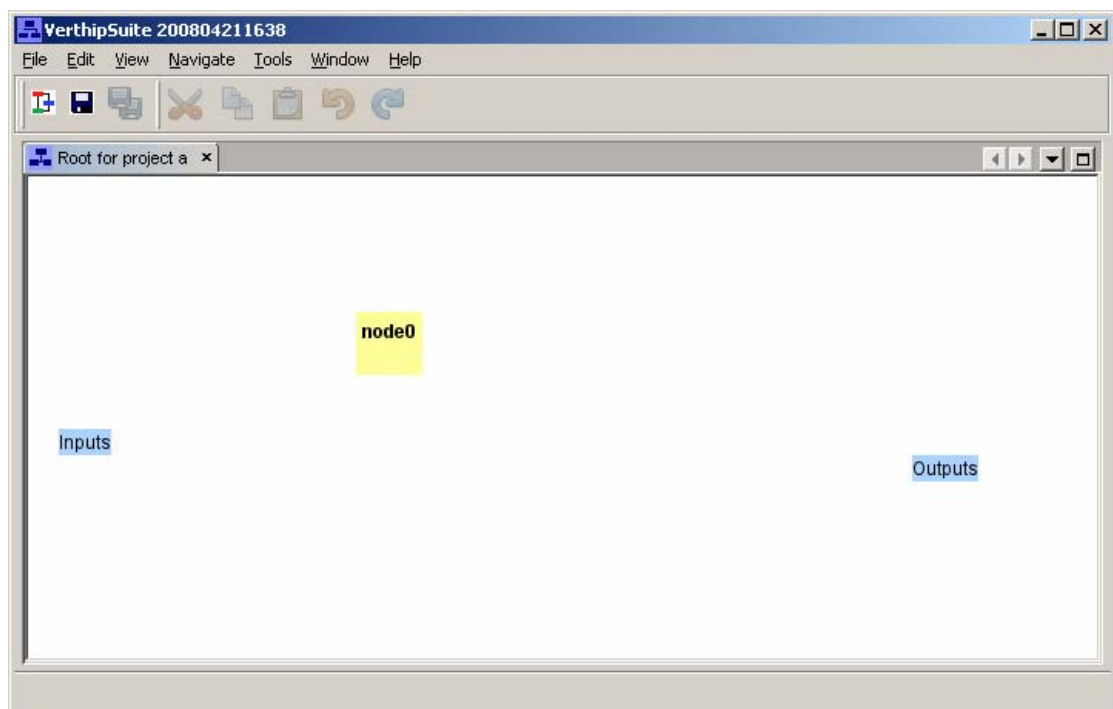 VerthipSuite 200804211638
File Edit View Navigate Tools Window Help
Root for project a
node0
Inputs
Outputs